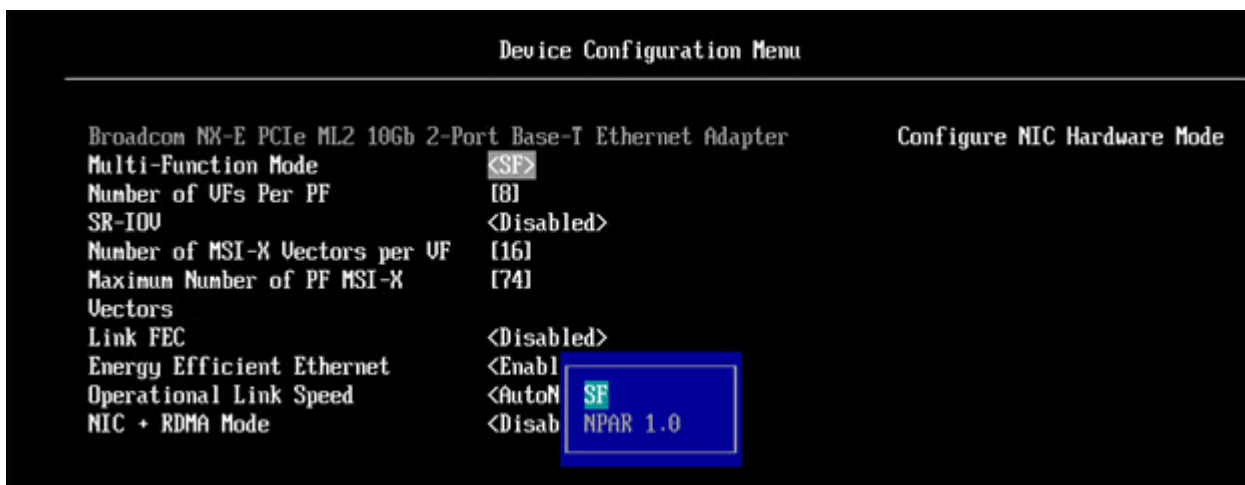 Device Configuration Menu
Broadcom NX-E PCIe ML2 10Gb 2-Port Base-T Ethernet Adapter Configure NIC Hardware Mode
Multi-Function Mode <SF>
Number of VFs Per PF [8]
SR-IOV <Disabled>
Number of MSI-X Vectors per VF [16]
Maximum Number of PF MSI-X [74]
Vectors
Link FEC <Disabled>
Energy Efficient Ethernet <Enabl
Operational Link Speed <AutoN SF
NIC + RDMA Mode <Disab NPAR 1.0